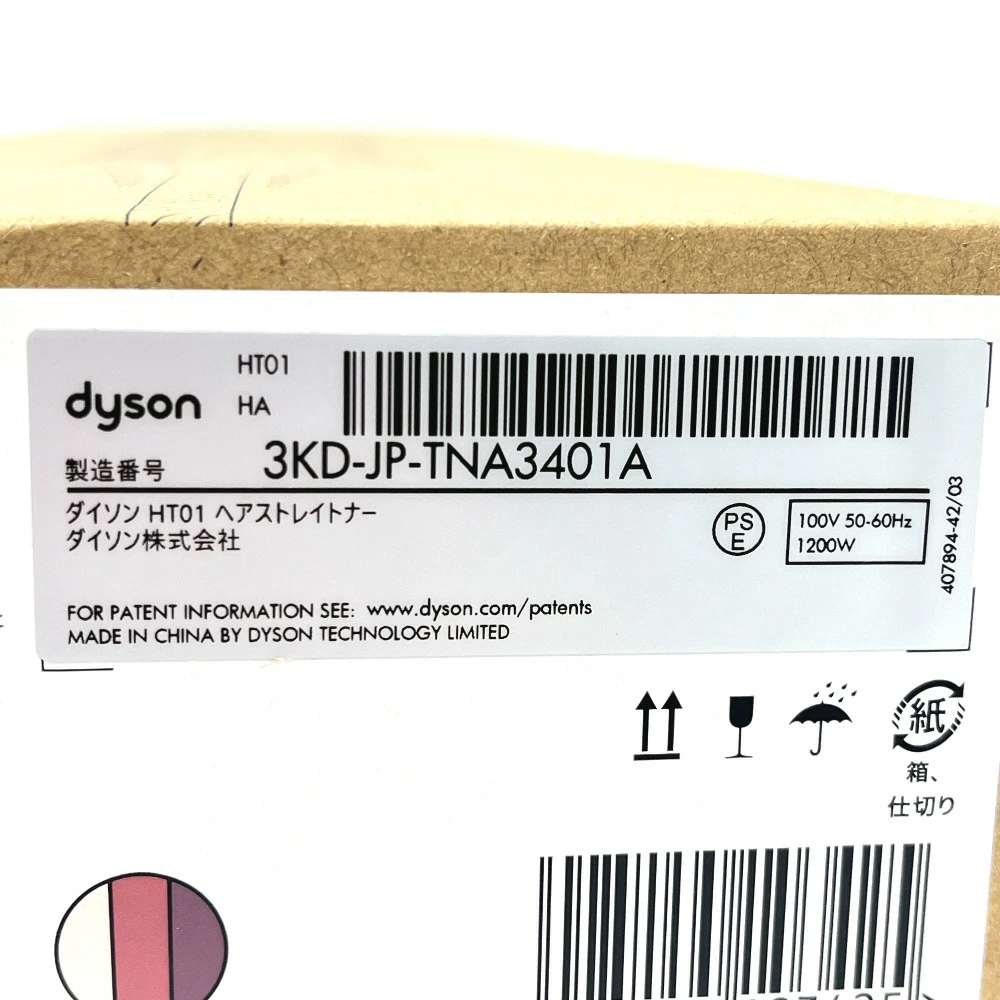 HT01
dyson HA
製造番号 3KD-JP-TNA3401A
ダイソン HT01 ヘアストレイトナー
ダイソン株式会社
PS
E
100V 50-60Hz
1200W
407894-42/03
FOR PATENT INFORMATION SEE: www.dyson.com/patents
MADE IN CHINA BY DYSON TECHNOLOGY LIMITED
紙
箱、
仕切り